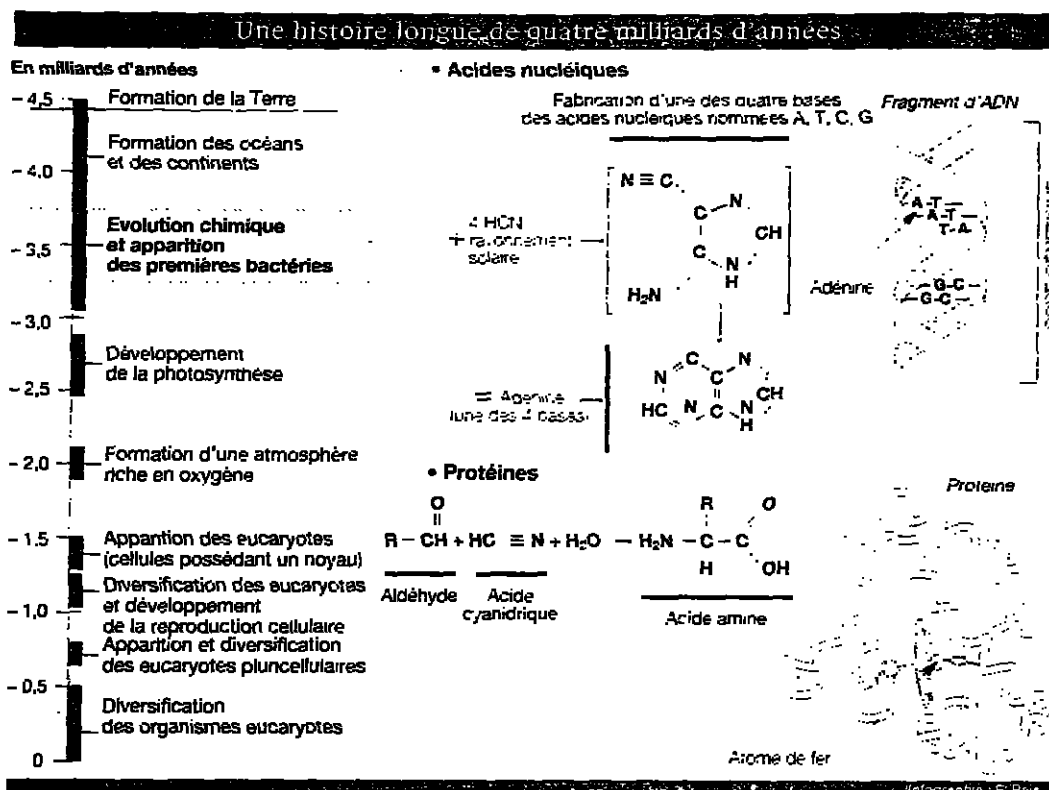 Une histoire longue de quatre milliards d'années
En milliards d'années
- 4,5
Formation de la Terre
Formation des océans
et des continents
- 4.0
Evolution chimique
et apparition
des premières bactéries
- 3,5
- 3.0
Développement
de la photosynthèse
- 2,5
Formation d'une atmosphère
riche en oxygène
- 2,0
- 1.5
Apparition des eucaryotes
(cellules possédant un noyau)
Diversification des eucaryotes
et développement
de la reproduction cellulaire
- 1,0
Apparition et diversification
des eucaryotes pluricellulaires
- 0,5
Diversification
des organismes eucaryotes
0
• Acides nucléiques
Fabrication d'une des quatre bases
des acides nucléiques nommées A, T, C, G
4 HCN
+ rayonnement
solaire
N ≡ C
C
N
C
CH
N
H
H₂N
= Adénine
(une des 4 bases)
N
C
C
N
HC
N
C
N
H
CH
Fragment d'ADN
A-T
A-T
T-A
G-C
G-C
Adénine
• Protéines
O
R – CH + HC ≡ N + H₂O – H₂N – C – C
R
O
H
OH
Aldéhyde
Acide
cyanidrique
Acide amine
Protéine
Atome de fer